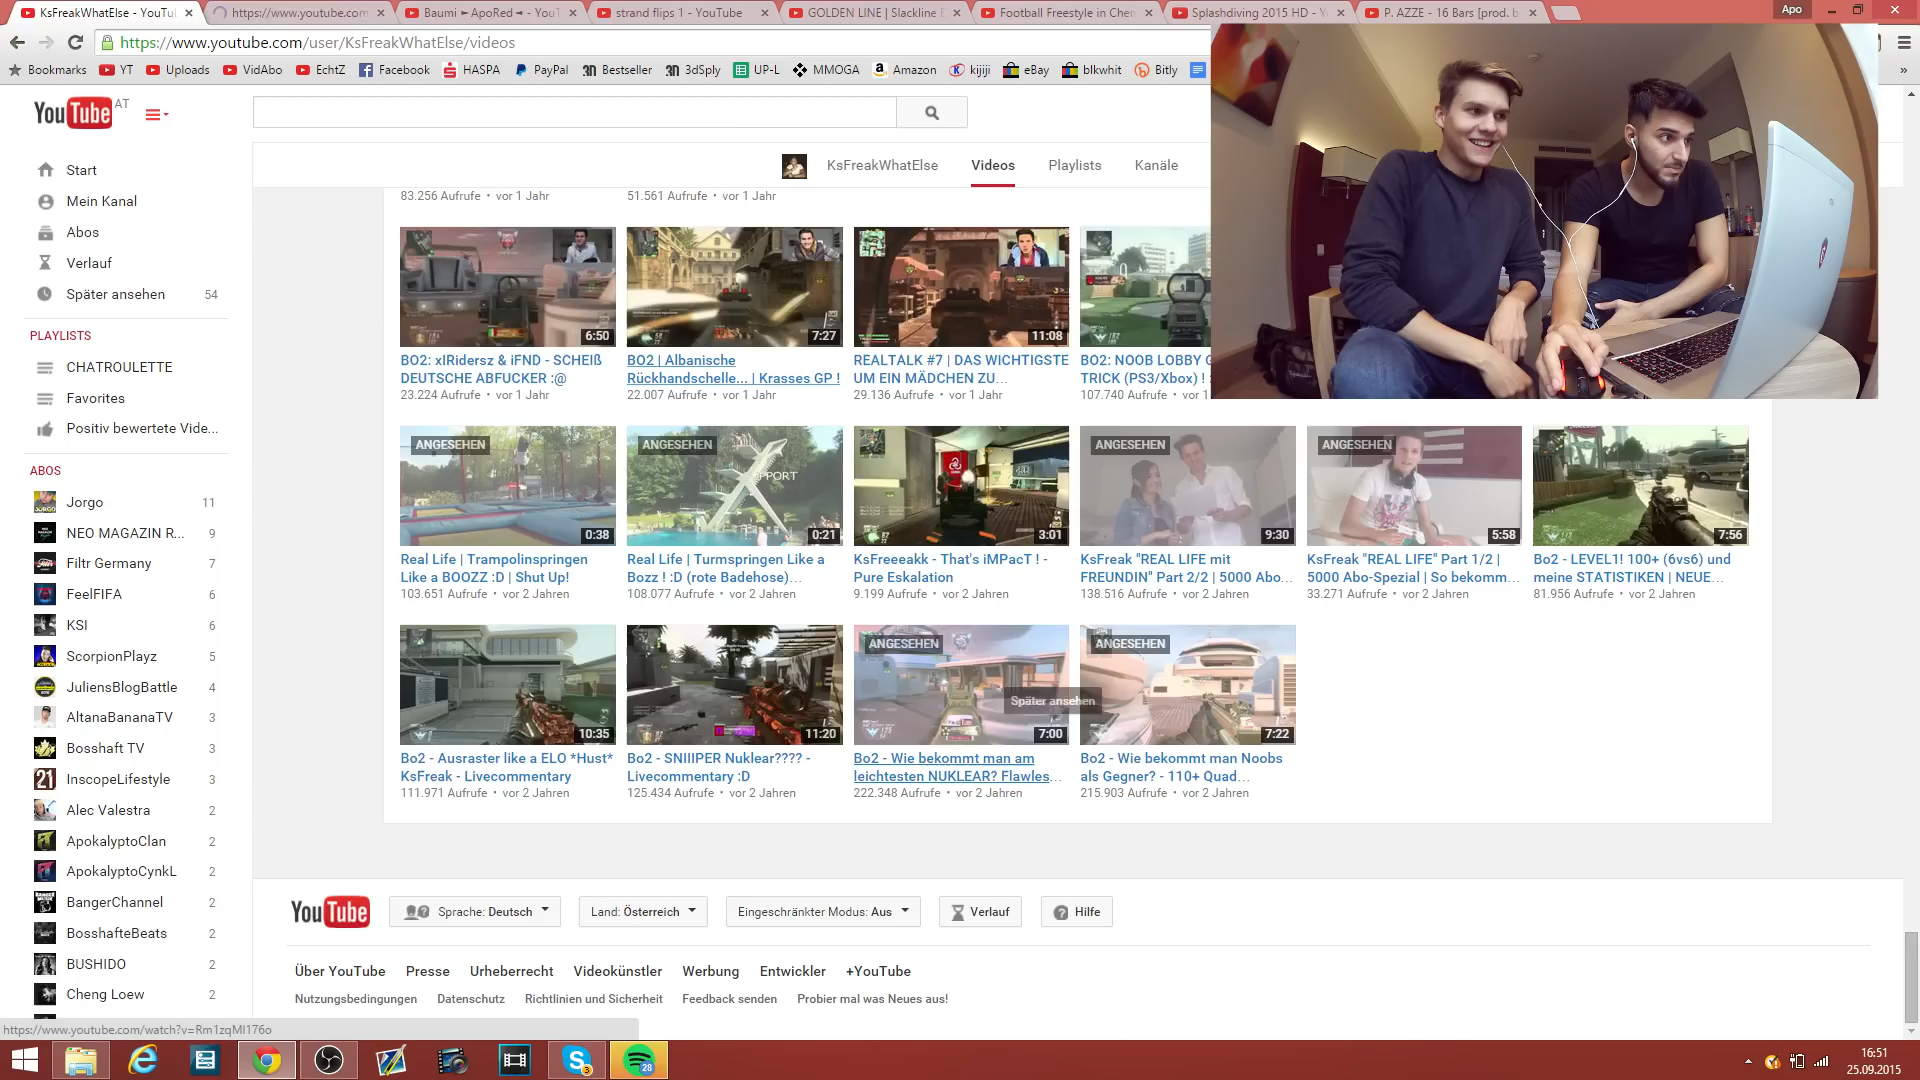 KsFreakWhatElse - YouTu
https://www.youtube.com
Baumi ► ApoRed ◄ - You
strand flips 1 - YouTube
GOLDEN LINE | Slackline
Football Freestyle in Che
Splashdiving 2015 HD - Y
P. AZZE - 16 Bars [prod. b
Apo
https://www.youtube.com/user/KsFreakWhatElse/videos
Bookmarks YT Uploads VidAbo EchtZ Facebook HASPA PayPal Bestseller 3dSply UP-L MMOGA Amazon kijiji eBay blkwhit Bitly »
YouTube AT
Start
Mein Kanal
Abos
Verlauf
Später ansehen 54
PLAYLISTS
CHATROULETTE
Favorites
Positiv bewertete Vide...
ABOS
Jorgo 11
NEO MAGAZIN R... 9
Filtr Germany 7
FeelFIFA 6
KSI 6
ScorpionPlayz 5
JuliensBlogBattle 4
AltanaBananaTV 3
Bosshaft TV 3
InscopeLifestyle 3
Alec Valestra 2
ApokalyptoClan 2
ApokalyptoCynkL 2
BangerChannel 2
BosshafteBeats 2
BUSHIDO 2
Cheng Loew 2
KsFreakWhatElse Videos Playlists Kanäle
83.256 Aufrufe • vor 1 Jahr
51.561 Aufrufe • vor 1 Jahr
6:50
BO2: xIRidersz & iFND - SCHEIß
DEUTSCHE ABFUCKER :@
23.224 Aufrufe • vor 1 Jahr
7:27
BO2 | Albanische
Rückhandschelle... | Krasses GP !
22.007 Aufrufe • vor 1 Jahr
11:08
REALTALK #7 | DAS WICHTIGSTE
UM EIN MÄDCHEN ZU...
29.136 Aufrufe • vor 1 Jahr
BO2: NOOB LOBBY
TRICK (PS3/Xbox) !
107.740 Aufrufe • vor 1
ANGESEHEN
0:38
Real Life | Trampolinspringen
Like a BOOZZ :D | Shut Up!
103.651 Aufrufe • vor 2 Jahren
ANGESEHEN
PPORT
0:21
Real Life | Turmspringen Like a
Bozz ! :D (rote Badehose)...
108.077 Aufrufe • vor 2 Jahren
3:01
KsFreeeakk - That's iMPacT ! -
Pure Eskalation
9.199 Aufrufe • vor 2 Jahren
ANGESEHEN
9:30
KsFreak "REAL LIFE mit
FREUNDIN" Part 2/2 | 5000 Abo...
138.516 Aufrufe • vor 2 Jahren
ANGESEHEN
5:58
KsFreak "REAL LIFE" Part 1/2 |
5000 Abo-Spezial | So bekomm...
33.271 Aufrufe • vor 2 Jahren
7:56
Bo2 - LEVEL1! 100+ (6vs6) und
meine STATISTIKEN | NEUE...
81.956 Aufrufe • vor 2 Jahren
10:35
Bo2 - Ausraster like a ELO *Hust*
KsFreak - Livecommentary
111.971 Aufrufe • vor 2 Jahren
11:20
Bo2 - SNIIIPER Nuklear???? -
Livecommentary :D
125.434 Aufrufe • vor 2 Jahren
ANGESEHEN
Später ansehen
7:00
Bo2 - Wie bekommt man am
leichtesten NUKLEAR? Flawles...
222.348 Aufrufe • vor 2 Jahren
ANGESEHEN
7:22
Bo2 - Wie bekommt man Noobs
als Gegner? - 110+ Quad...
215.903 Aufrufe • vor 2 Jahren
YouTube Sprache: Deutsch Land: Österreich Eingeschränkter Modus: Aus Verlauf Hilfe
Über YouTube Presse Urheberrecht Videokünstler Werbung Entwickler +YouTube
Nutzungsbedingungen Datenschutz Richtlinien und Sicherheit Feedback senden Probier mal was Neues aus!
https://www.youtube.com/watch?v=Rm1zqMI176o
3
28
16:51
25.09.2015